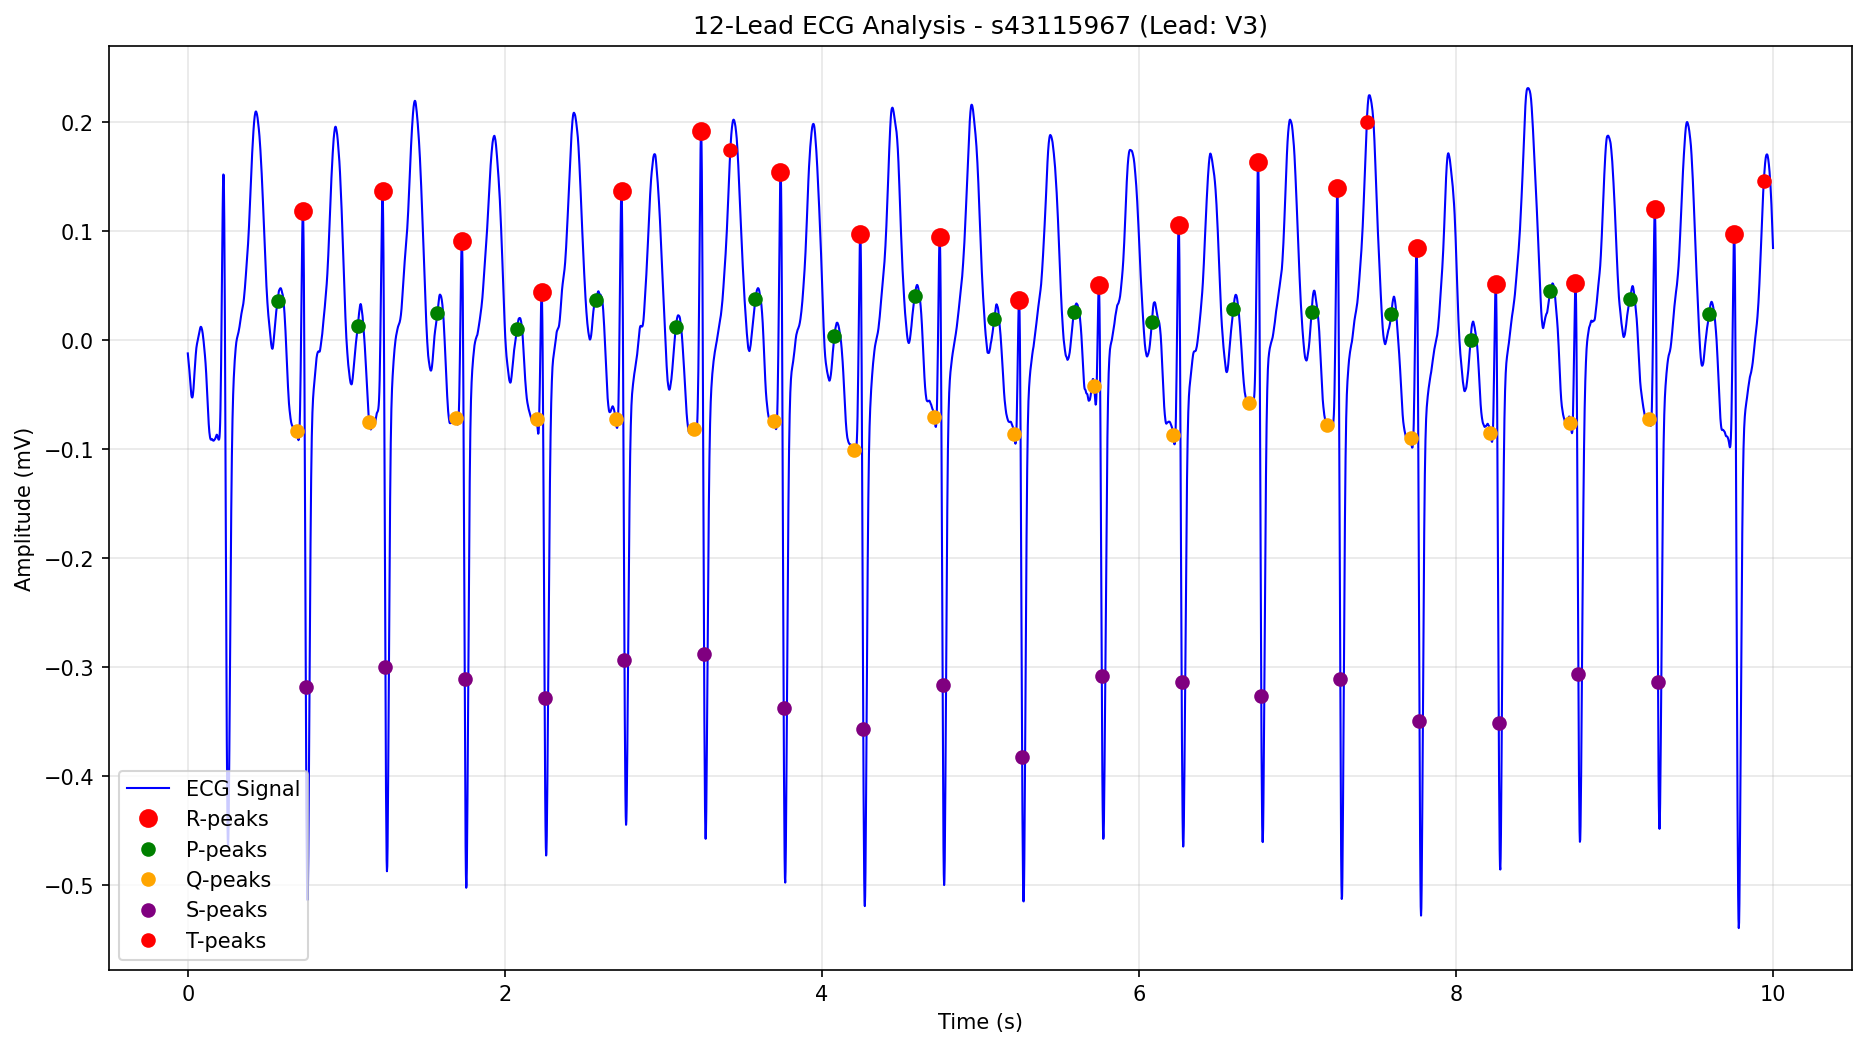 12-Lead ECG Analysis - s43115967 (Lead: V3)
Amplitude (mV)
0.2
0.1
0.0
−0.1
−0.2
−0.3
−0.4
−0.5
ECG Signal
R-peaks
P-peaks
Q-peaks
S-peaks
T-peaks
0 2 4 6 8 10
Time (s)